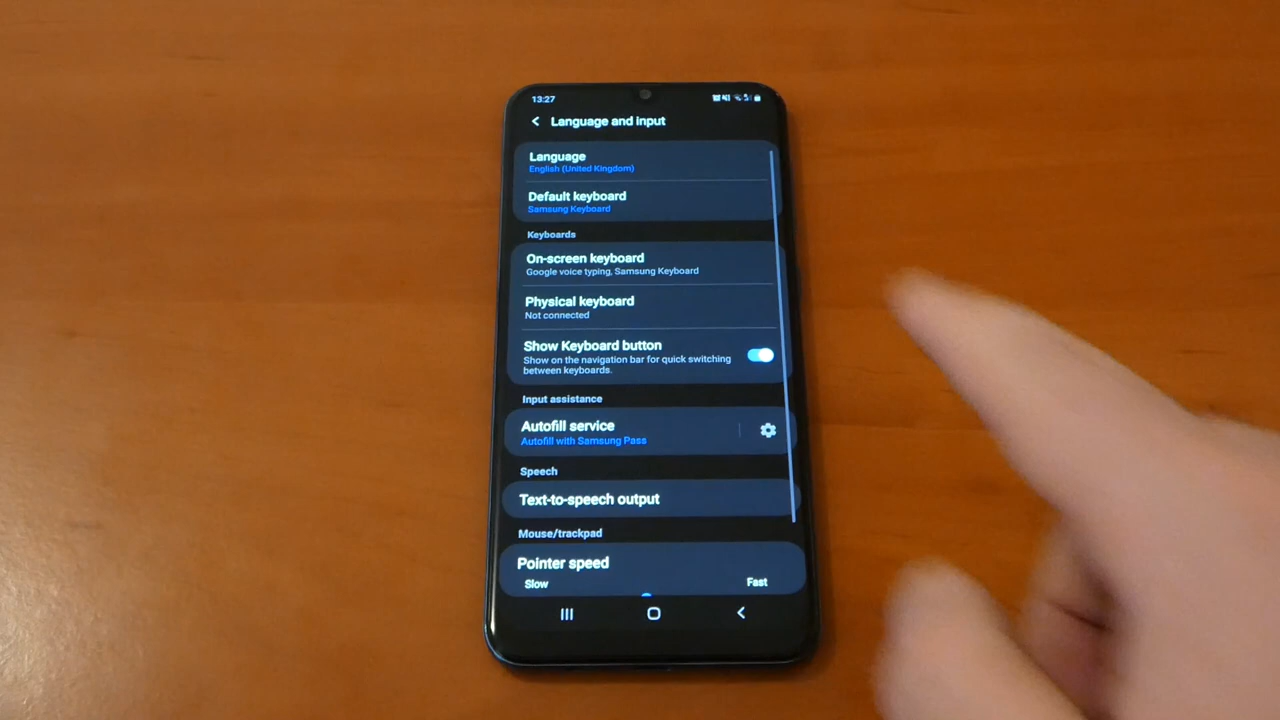 13:27
Language and input
Language
English (United Kingdom)
Default keyboard
Samsung Keyboard
Keyboards
On-screen keyboard
Google voice typing, Samsung Keyboard
Physical keyboard
Not connected
Show Keyboard button
Show on the navigation bar for quick switching
between keyboards.
Input assistance
Autofill service
Autofill with Samsung Pass
Speech
Text-to-speech output
Mouse/trackpad
Pointer speed
Slow Fast